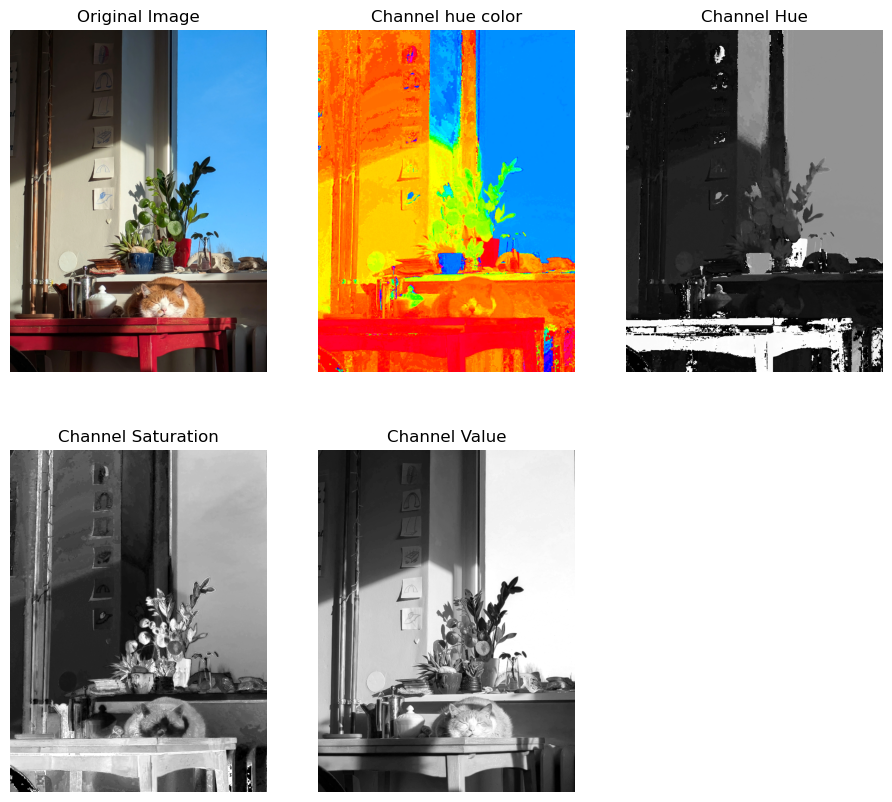 Original Image
Channel hue color
Channel Hue
Channel Saturation
Channel Value